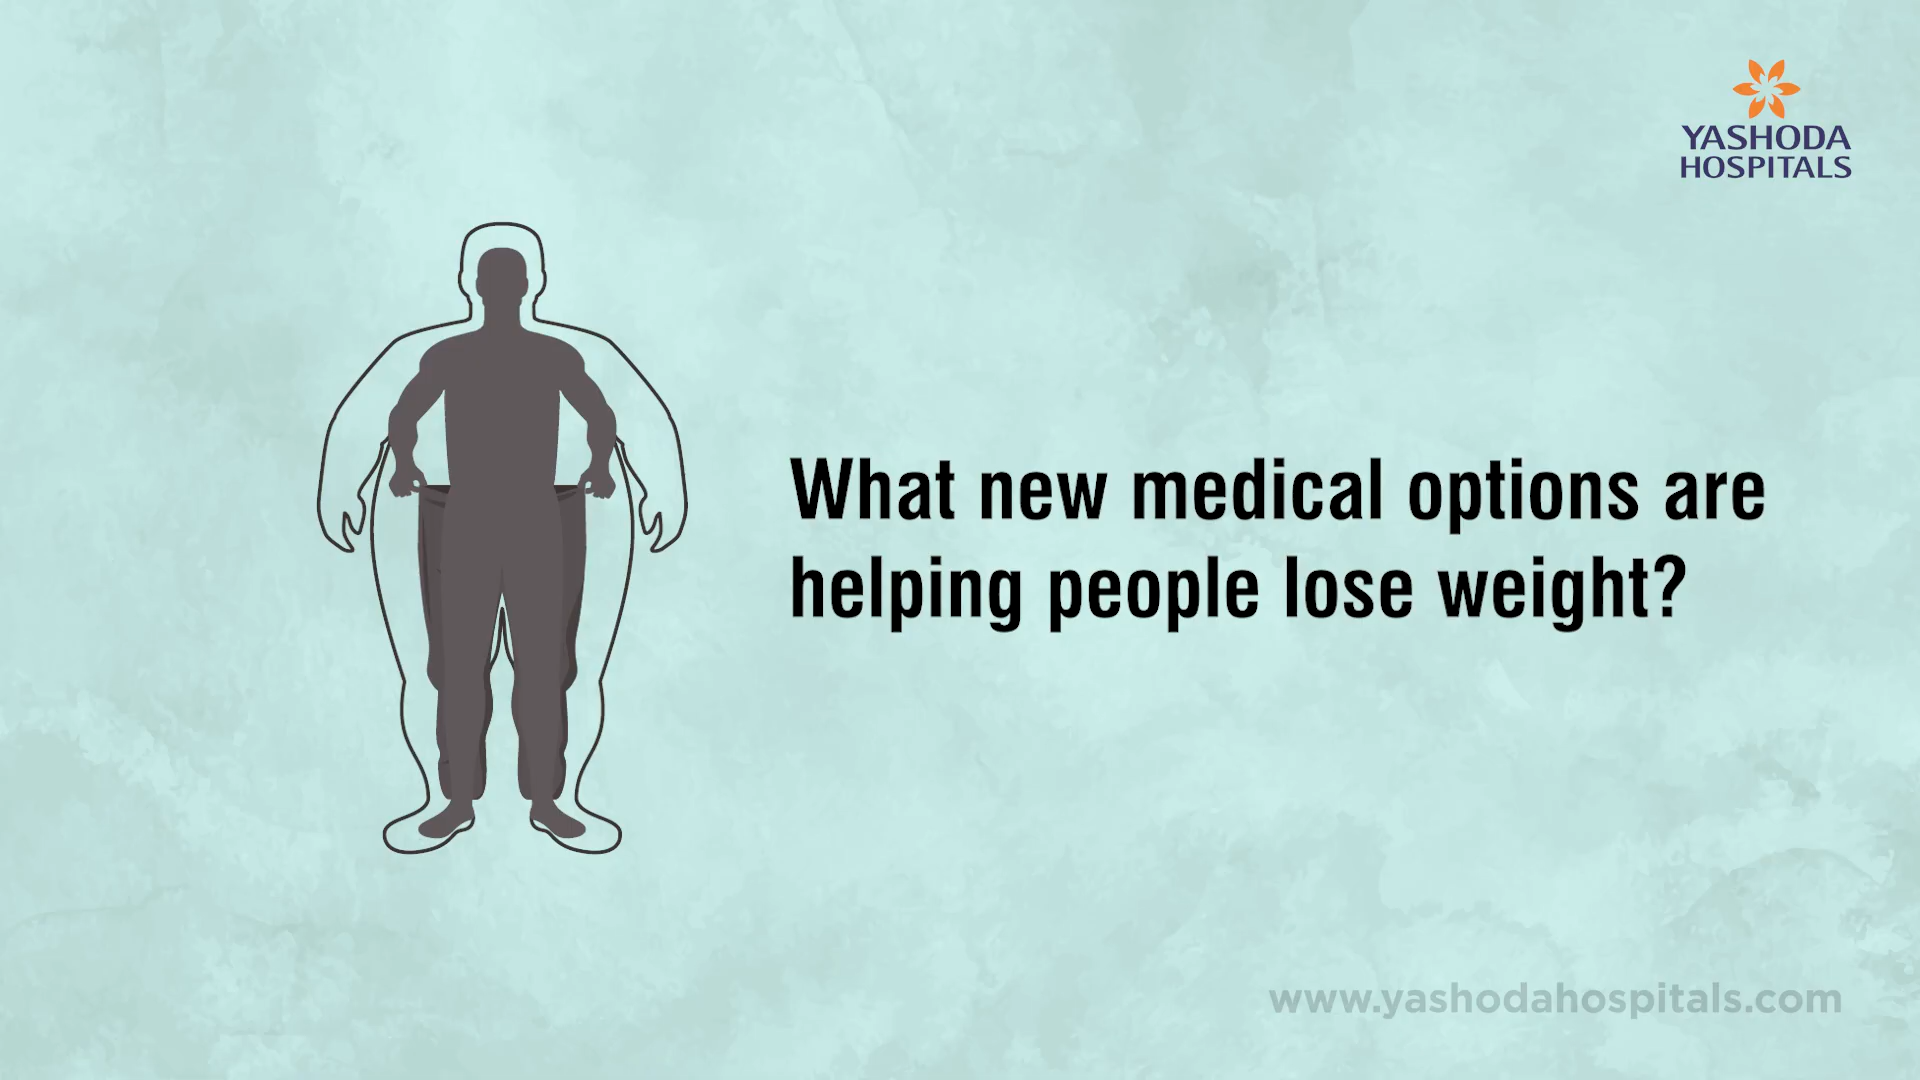 YASHODA
HOSPITALS
What new medical options are
helping people lose weight?
www.yashodahospitals.com